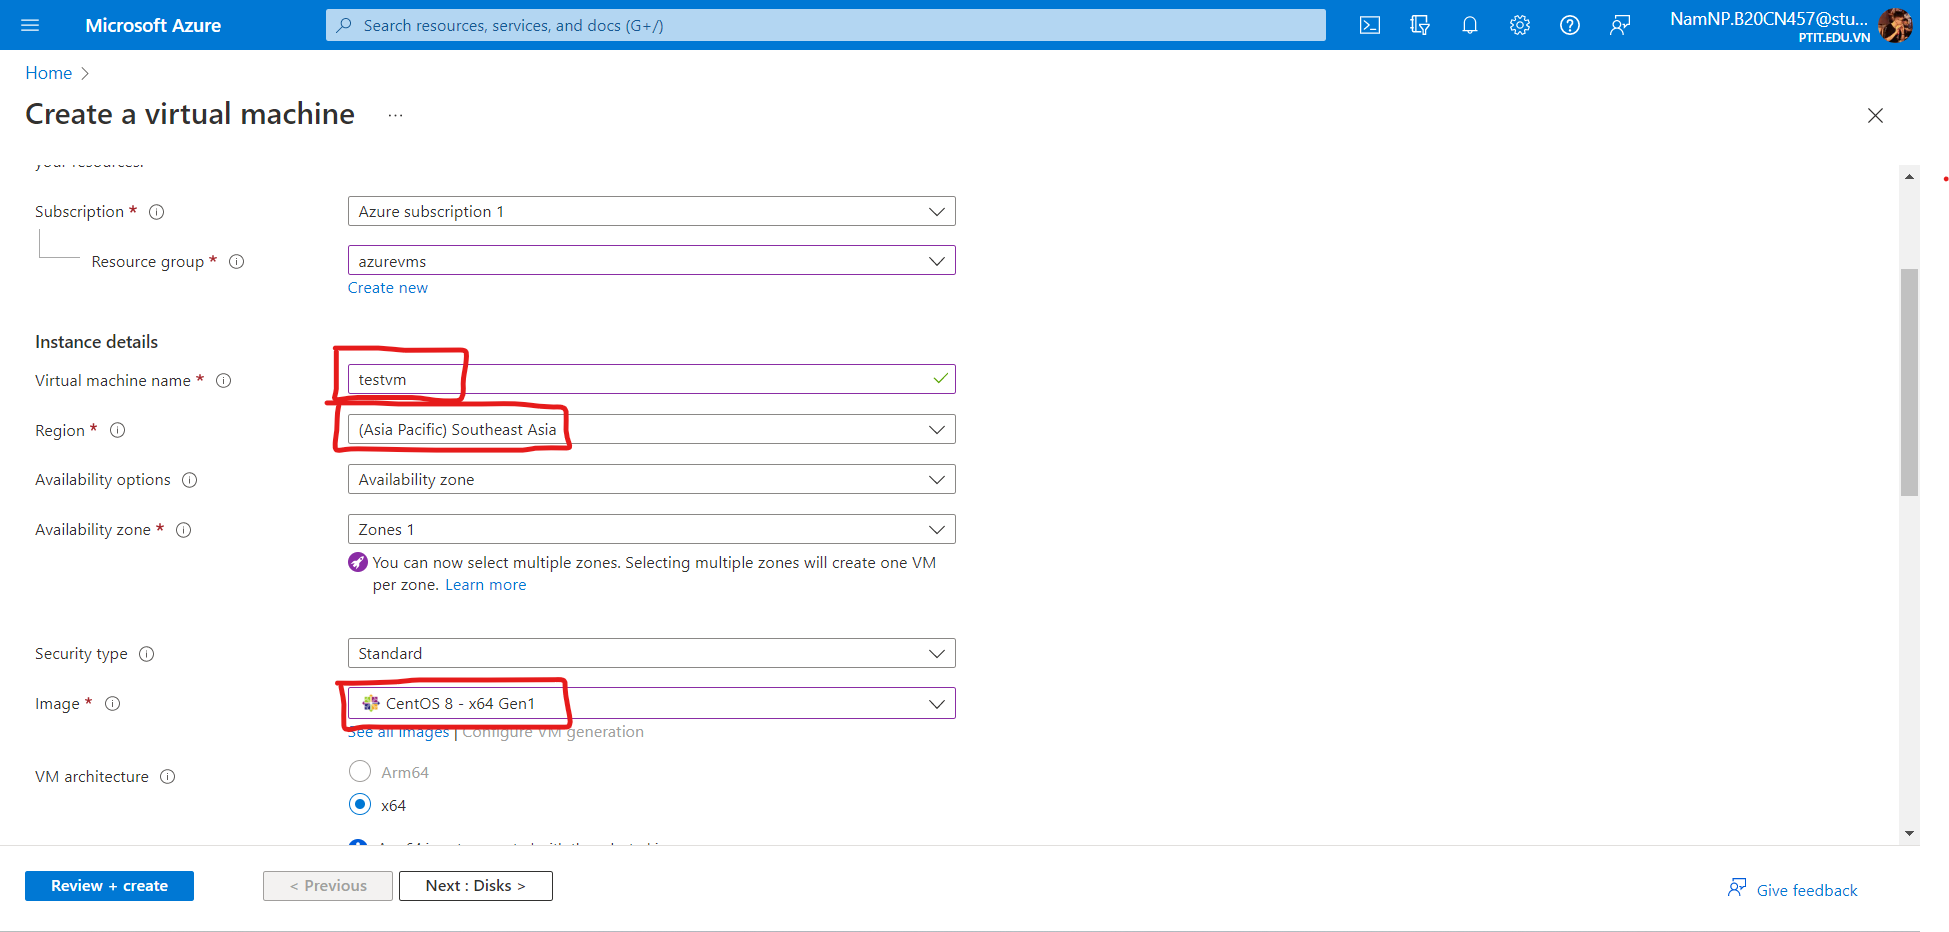 Microsoft Azure
Search resources, services, and docs (G+/)
NamNP.B20CN457@stu...
PTIT.EDU.VN
Home
Create a virtual machine ...
your resources.
Subscription *
Azure subscription 1
Resource group *
azurevms
Create new
Instance details
Virtual machine name *
testvm
Region *
(Asia Pacific) Southeast Asia
Availability options
Availability zone
Availability zone *
Zones 1
You can now select multiple zones. Selecting multiple zones will create one VM
per zone. Learn more
Security type
Standard
Image *
CentOS 8 - x64 Gen1
See all images | Configure VM generation
VM architecture
Arm64
x64
Review + create
< Previous
Next : Disks >
Give feedback